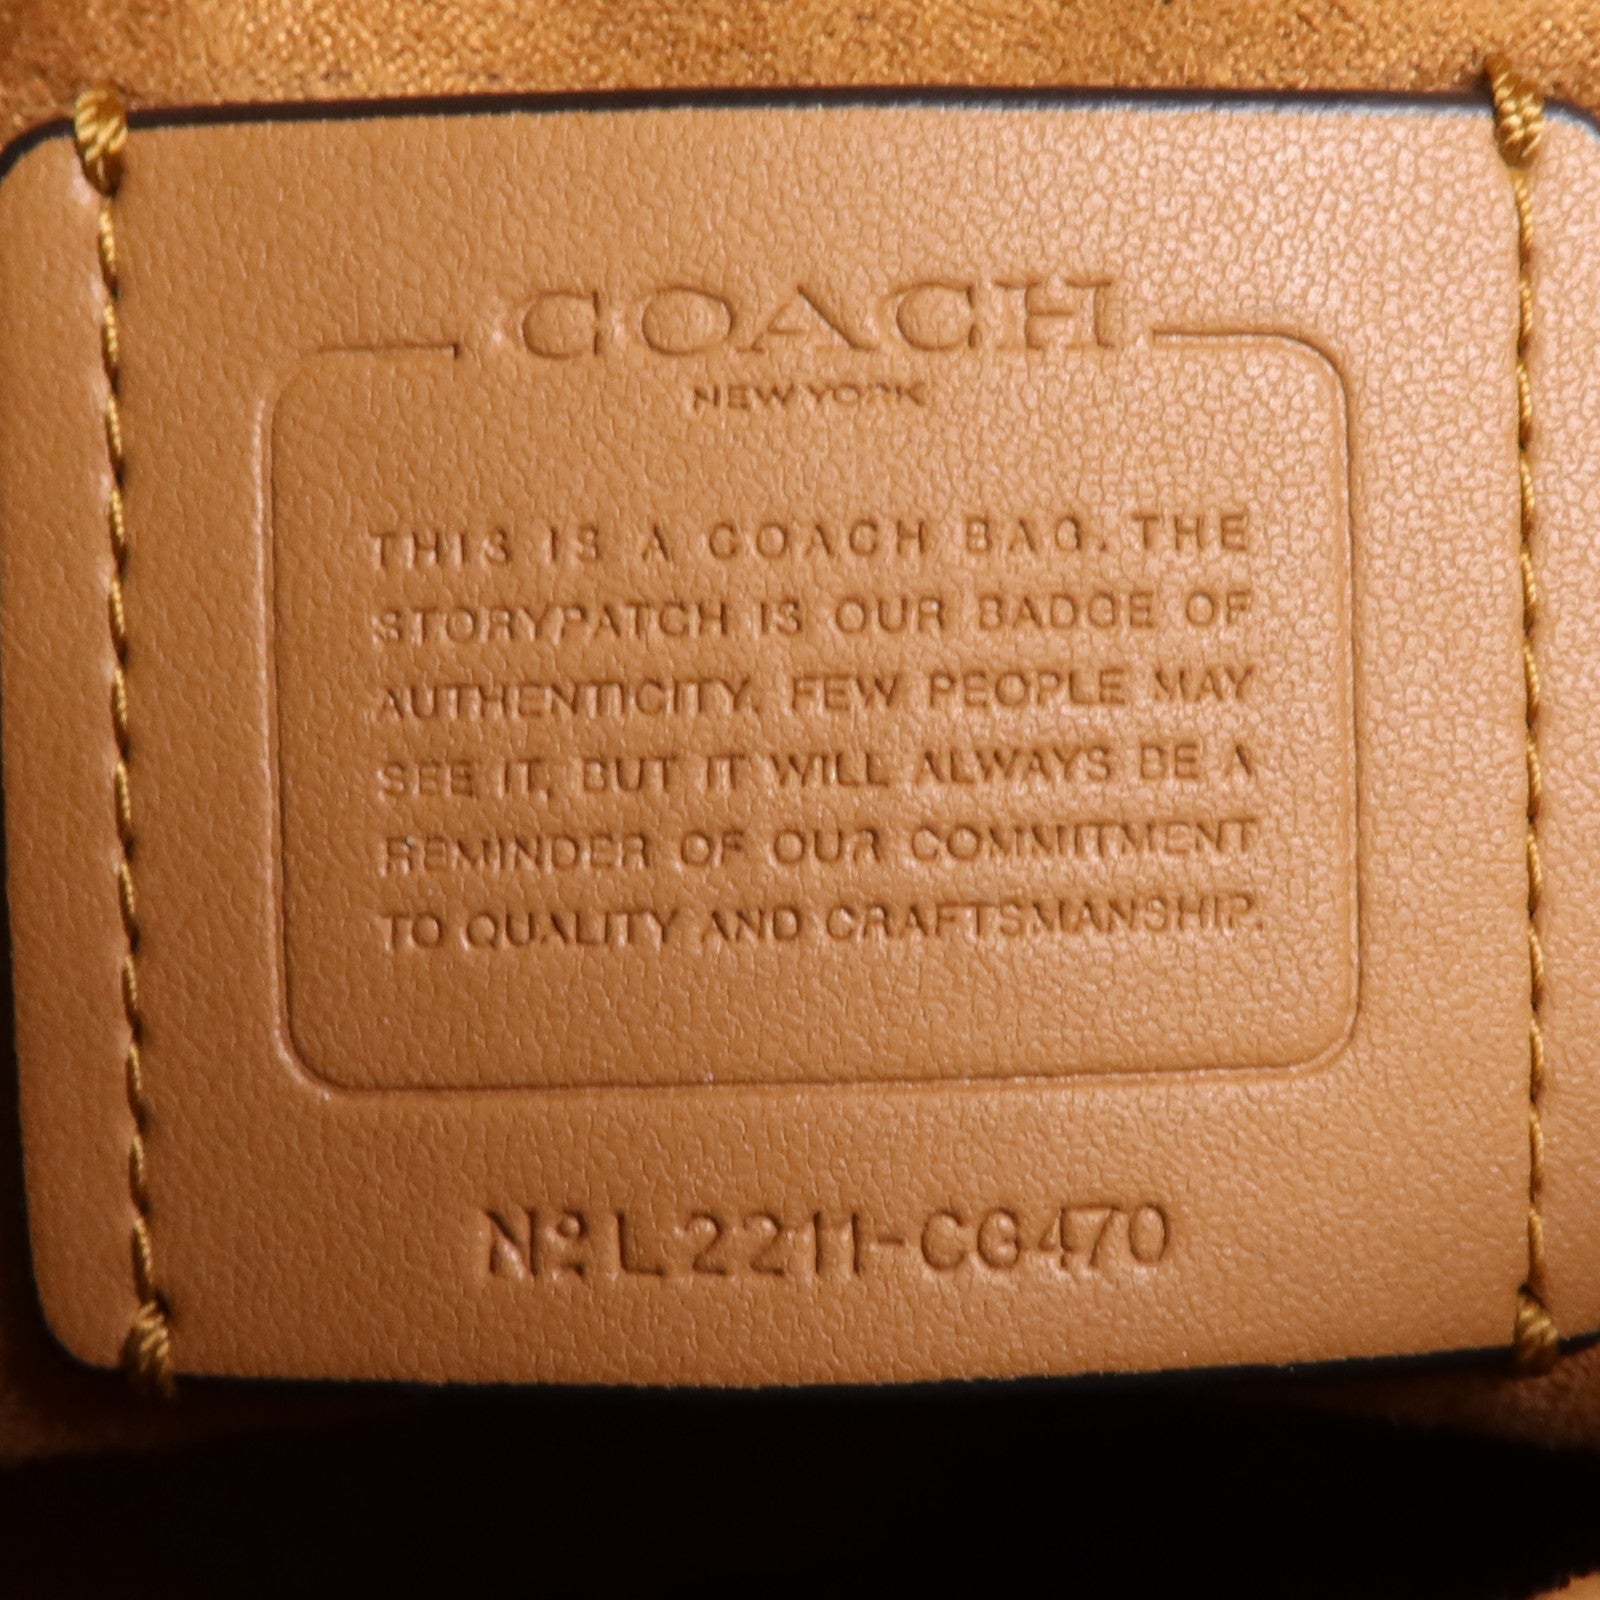 COACH
NEW YORK
THIS IS A COACH BAG. THE
STORYPATCH IS OUR BADGE OF
AUTHENTICITY. FEW PEOPLE MAY
SEE IT, BUT IT WILL ALWAYS BE A
REMINDER OF OUR COMMITMENT
TO QUALITY AND CRAFTSMANSHIP.
Nº L2211-CG470